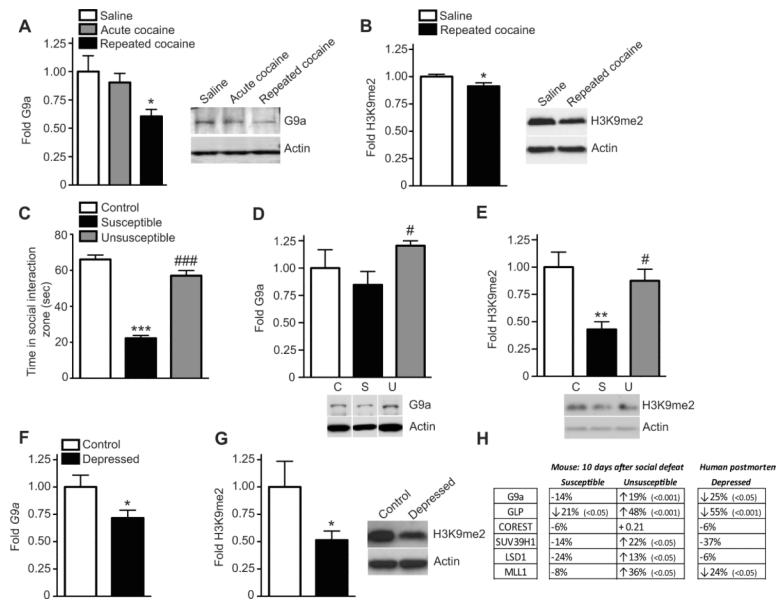 A
Saline
Acute cocaine
Repeated cocaine
Fold G9a
1.25
1.00
0.75
0.50
0.25
0
*
Saline
Acute cocaine
Repeated cocaine
G9a
Actin
B
Saline
Repeated cocaine
Fold H3K9me2
1.25
1.00
0.75
0.50
0.25
0
*
Saline
Repeated cocaine
H3K9me2
Actin
C
Control
Susceptible
Unsusceptible
Time in social interaction
zone (sec)
80
60
40
20
0
***
###
D
Fold G9a
1.25
1.00
0.75
0.50
0.25
0
#
C S U
G9a
Actin
E
Fold H3K9me2
1.25
1.00
0.75
0.50
0.25
0
**
#
C S U
H3K9me2
Actin
F
Control
Depressed
Fold G9a
1.25
1.00
0.75
0.50
0.25
0
*
G
Fold H3K9me2
1.25
1.00
0.75
0.50
0.25
0
*
Control
Depressed
H3K9me2
Actin
H
Mouse: 10 days after social defeat Human postmorten
Susceptible Unsusceptible Depressed
G9a -14% ↑19% (<0.001) ↓25% (<0.05)
GLP ↓21% (<0.05) ↑48% (<0.001) ↓55% (<0.001)
COREST -6% +0.21 -6%
SUV39H1 -14% ↑22% (<0.05) -37%
LSD1 -24% ↑13% (<0.05) -6%
MLL1 -8% ↑36% (<0.05) ↓24% (<0.05)